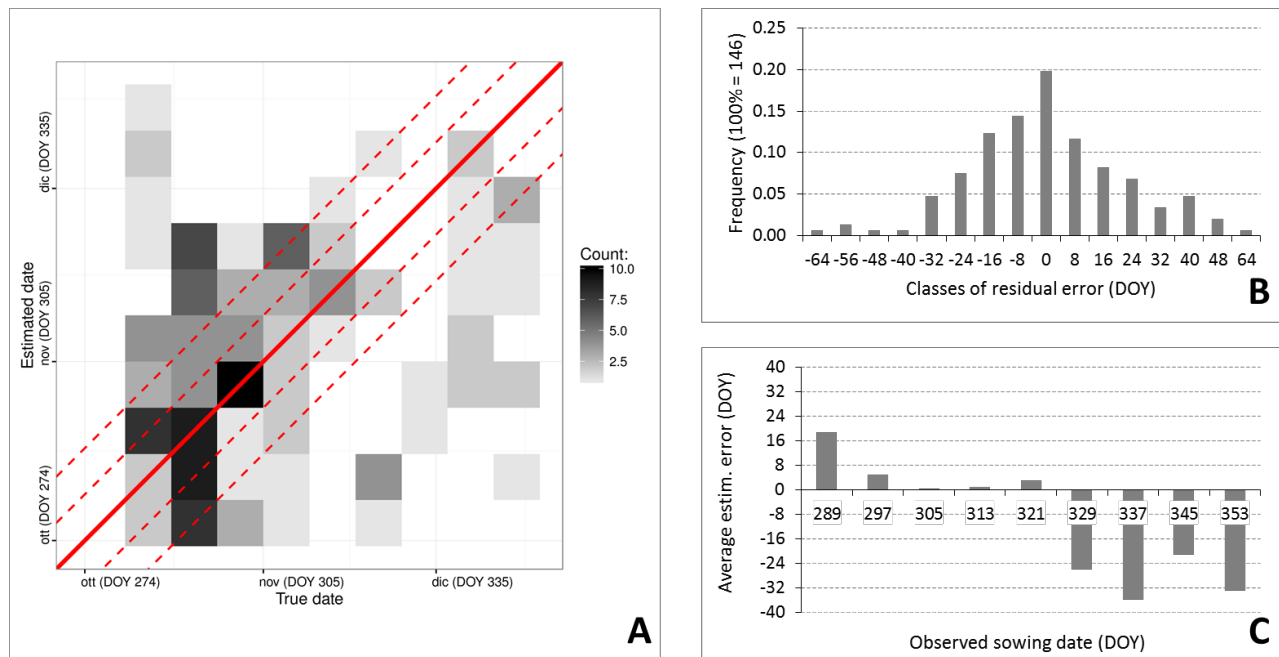 dic (DOY 335)
nov (DOY 305)
ott (DOY 274)
Estimated date
ott (DOY 274)
nov (DOY 305)
dic (DOY 335)
True date
Count:
10.0
7.5
5.0
2.5
A
0.25
0.20
0.15
0.10
0.05
0.00
Frequency (100% = 146)
-64 -56 -48 -40 -32 -24 -16 -8 0 8 16 24 32 40 48 64
Classes of residual error (DOY)
B
40
32
24
16
8
0
-8
-16
-24
-32
-40
Average estim. error (DOY)
289 297 305 313 321 329 337 345 353
Observed sowing date (DOY)
C